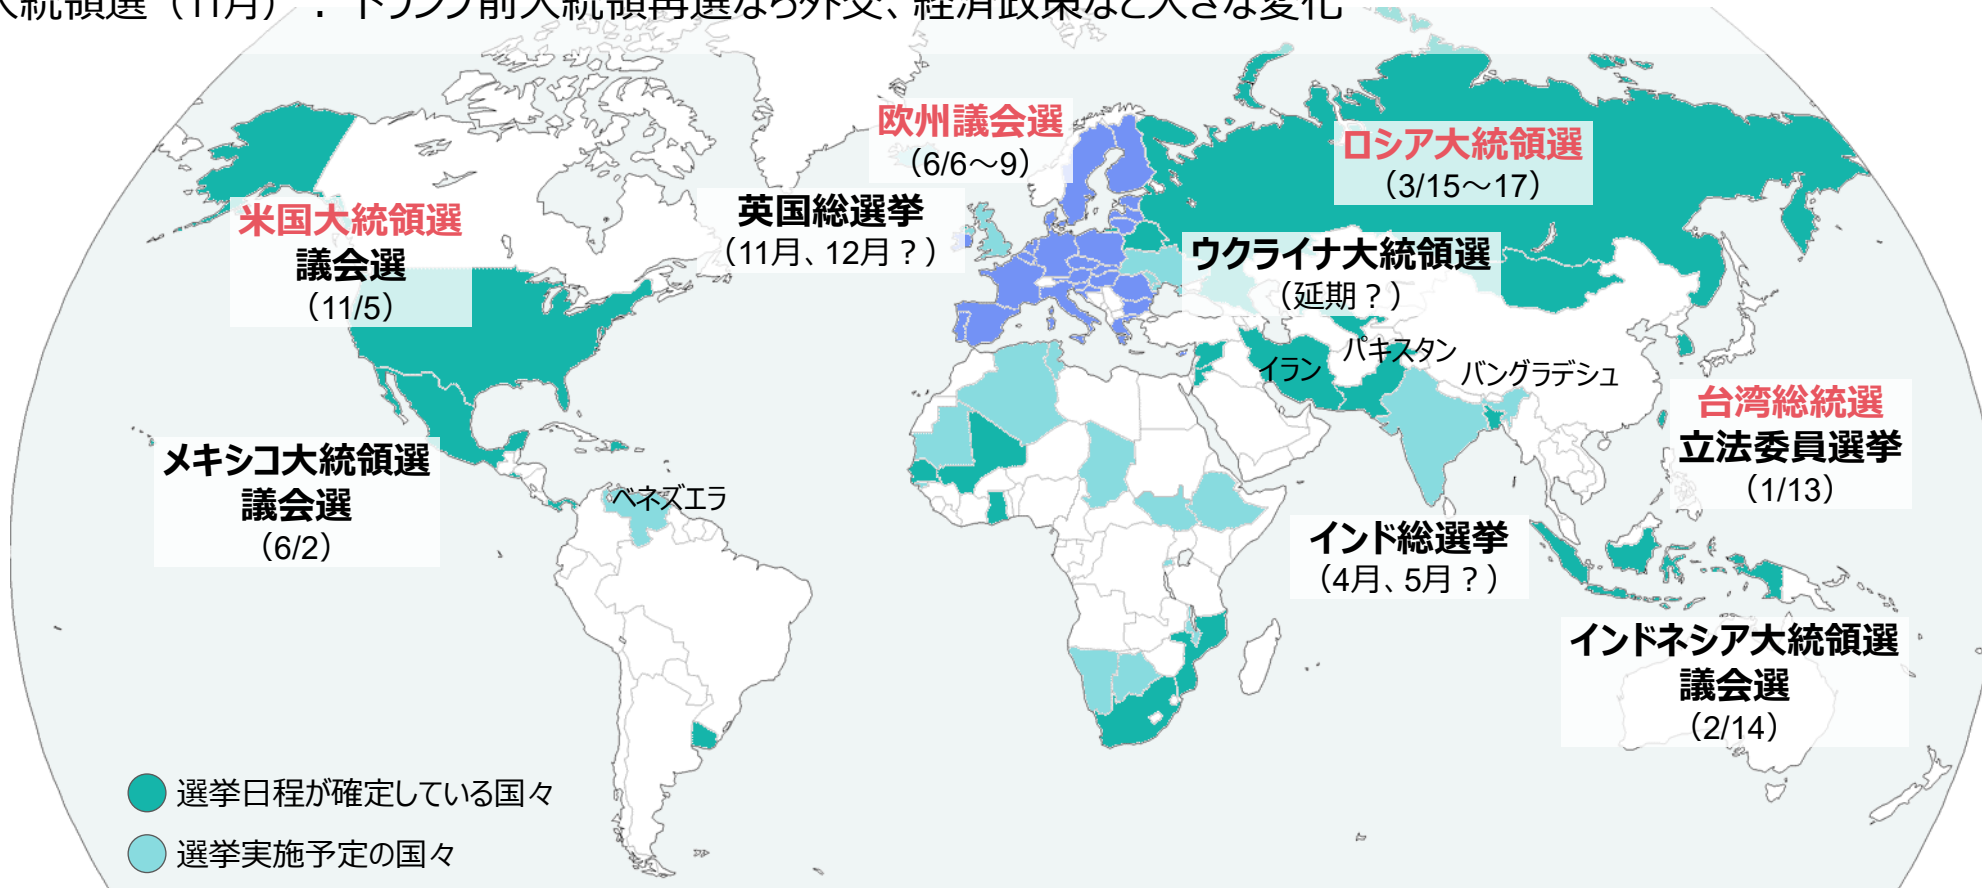 大統領選（11月）：トランプ前大統領再選なら外交、経済政策など大きな変化
欧州議会選
（6/6～9）
ロシア大統領選
（3/15～17）
米国大統領選
議会選
（11/5）
英国総選挙
（11月、12月？）
ウクライナ大統領選
（延期？）
イラン
パキスタン
バングラデシュ
台湾総統選
立法委員選挙
（1/13）
メキシコ大統領選
議会選
（6/2）
ベネズエラ
インド総選挙
（4月、5月？）
インドネシア大統領選
議会選
（2/14）
選挙日程が確定している国々
選挙実施予定の国々